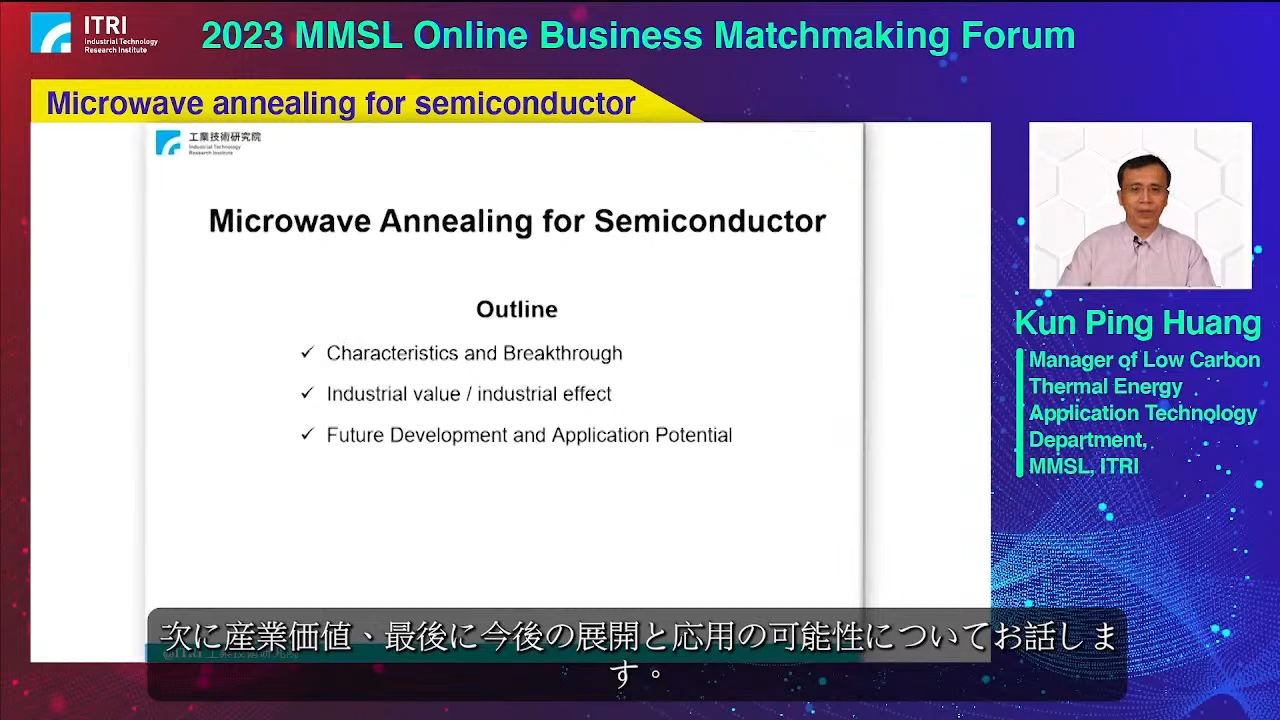 ITRI
Industrial Technology
Research Institute
2023 MMSL Online Business Matchmaking Forum
Microwave annealing for semiconductor
工業技術研究院
Industrial Technology
Research Institute
Microwave Annealing for Semiconductor
Outline
✓ Characteristics and Breakthrough
✓ Industrial value / industrial effect
✓ Future Development and Application Potential
Kun Ping Huang
Manager of Low Carbon
Thermal Energy
Application Technology
Department,
MMSL, ITRI
次に産業価値、最後に今後の展開と応用の可能性についてお話しま
す。